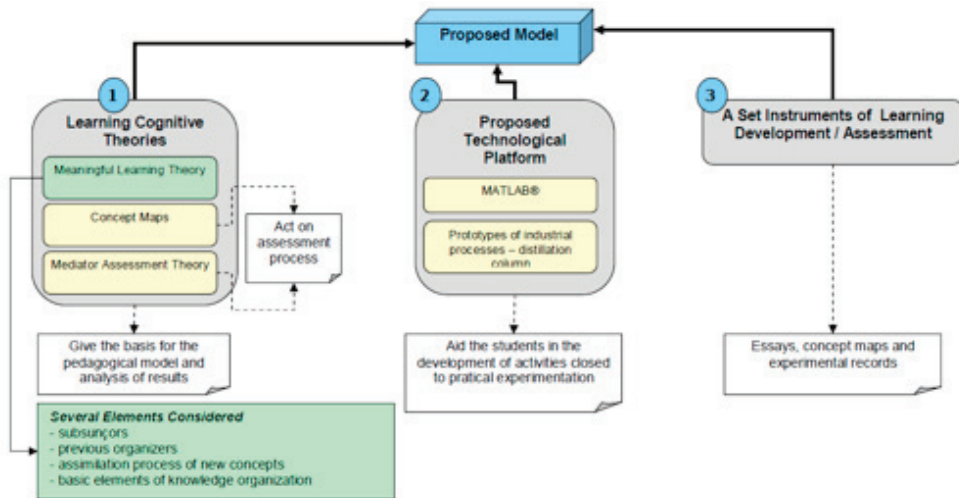 Proposed Model
1
Learning Cognitive
Theories
Meaningful Learning Theory
Concept Maps
Mediator Assessment Theory
Act on
assessment
process
Give the basis for the
pedagogical model and
analysis of results
Several Elements Considered
- subsunçors
- previous organizers
- assimilation process of new concepts
- basic elements of knowledge organization
2
Proposed
Technological
Platform
MATLAB®
Prototypes of industrial
processes – distillation
column
Aid the students in the
development of activities closed
to pratical experimentation
3
A Set Instruments of Learning
Development / Assessment
Essays, concept maps and
experimental records